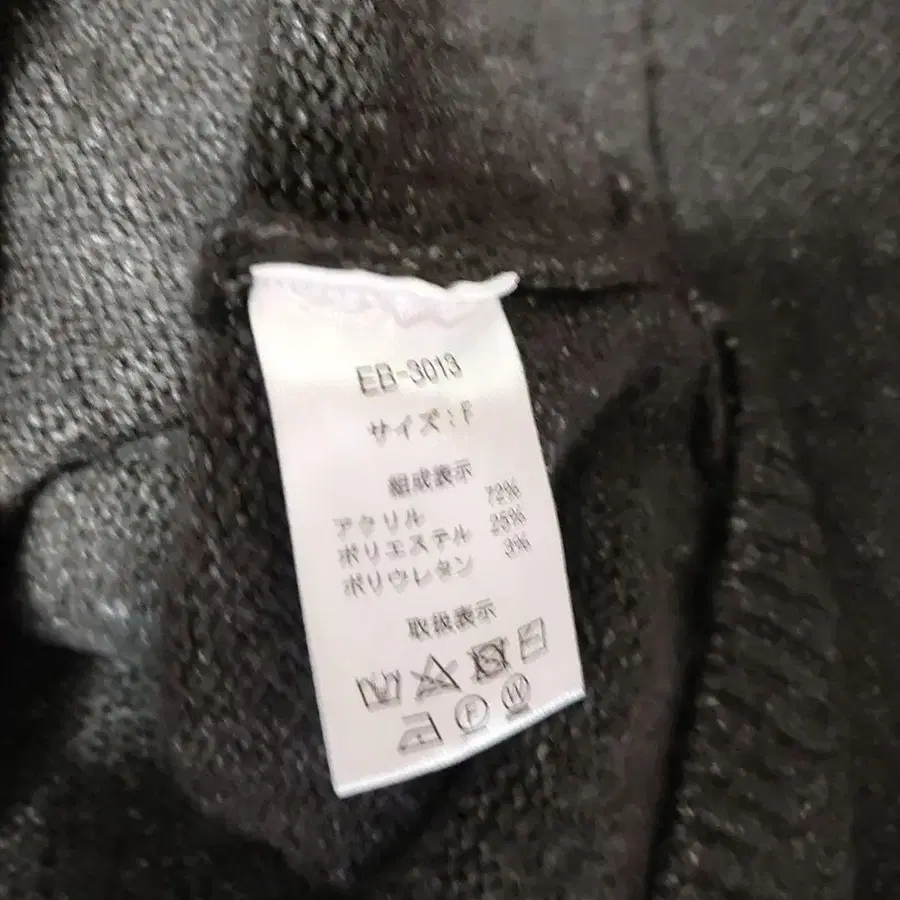 EB-3013
サイズ:F
組成表示
アクリル 72%
ポリエステル 25%
ポリウレタン 3%
取扱表示
F W